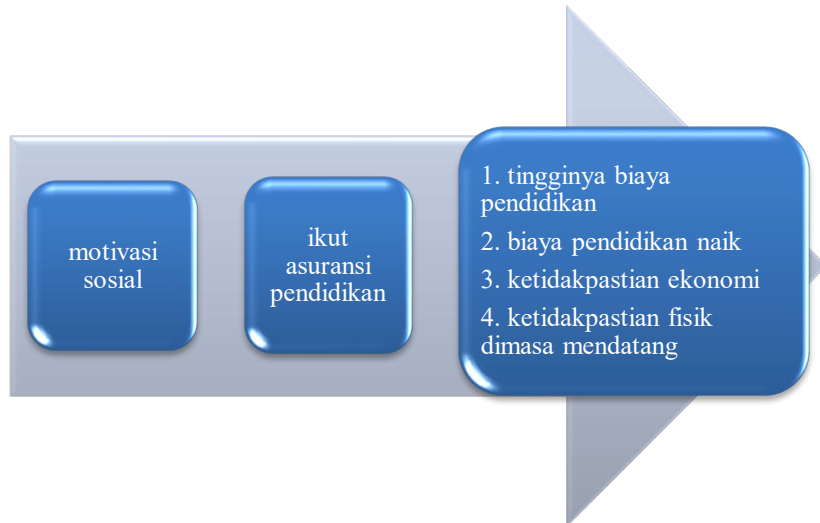 motivasi
sosial
ikut
asuransi
pendidikan
1. tingginya biaya
pendidikan
2. biaya pendidikan naik
3. ketidakpastian ekonomi
4. ketidakpastian fisik
dimasa mendatang